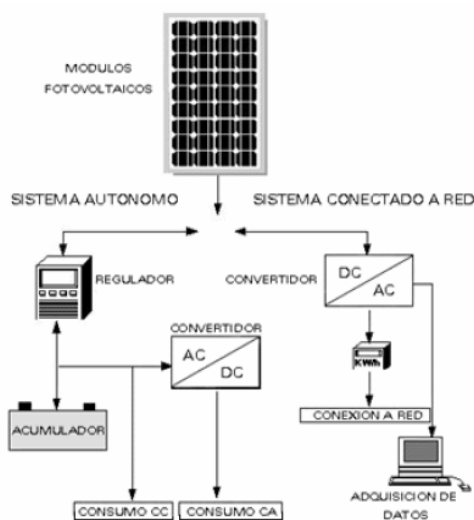 MODULOS
FOTOVOLTAICOS
SISTEMA AUTONOMO
SISTEMA CONECTADO A RED
REGULADOR
CONVERTIDOR
DC
AC
CONVERTIDOR
AC
DC
KWh
ACUMULADOR
CONEXION A RED
CONSUMO CC
CONSUMO CA
ADQUISICION DE
DATOS